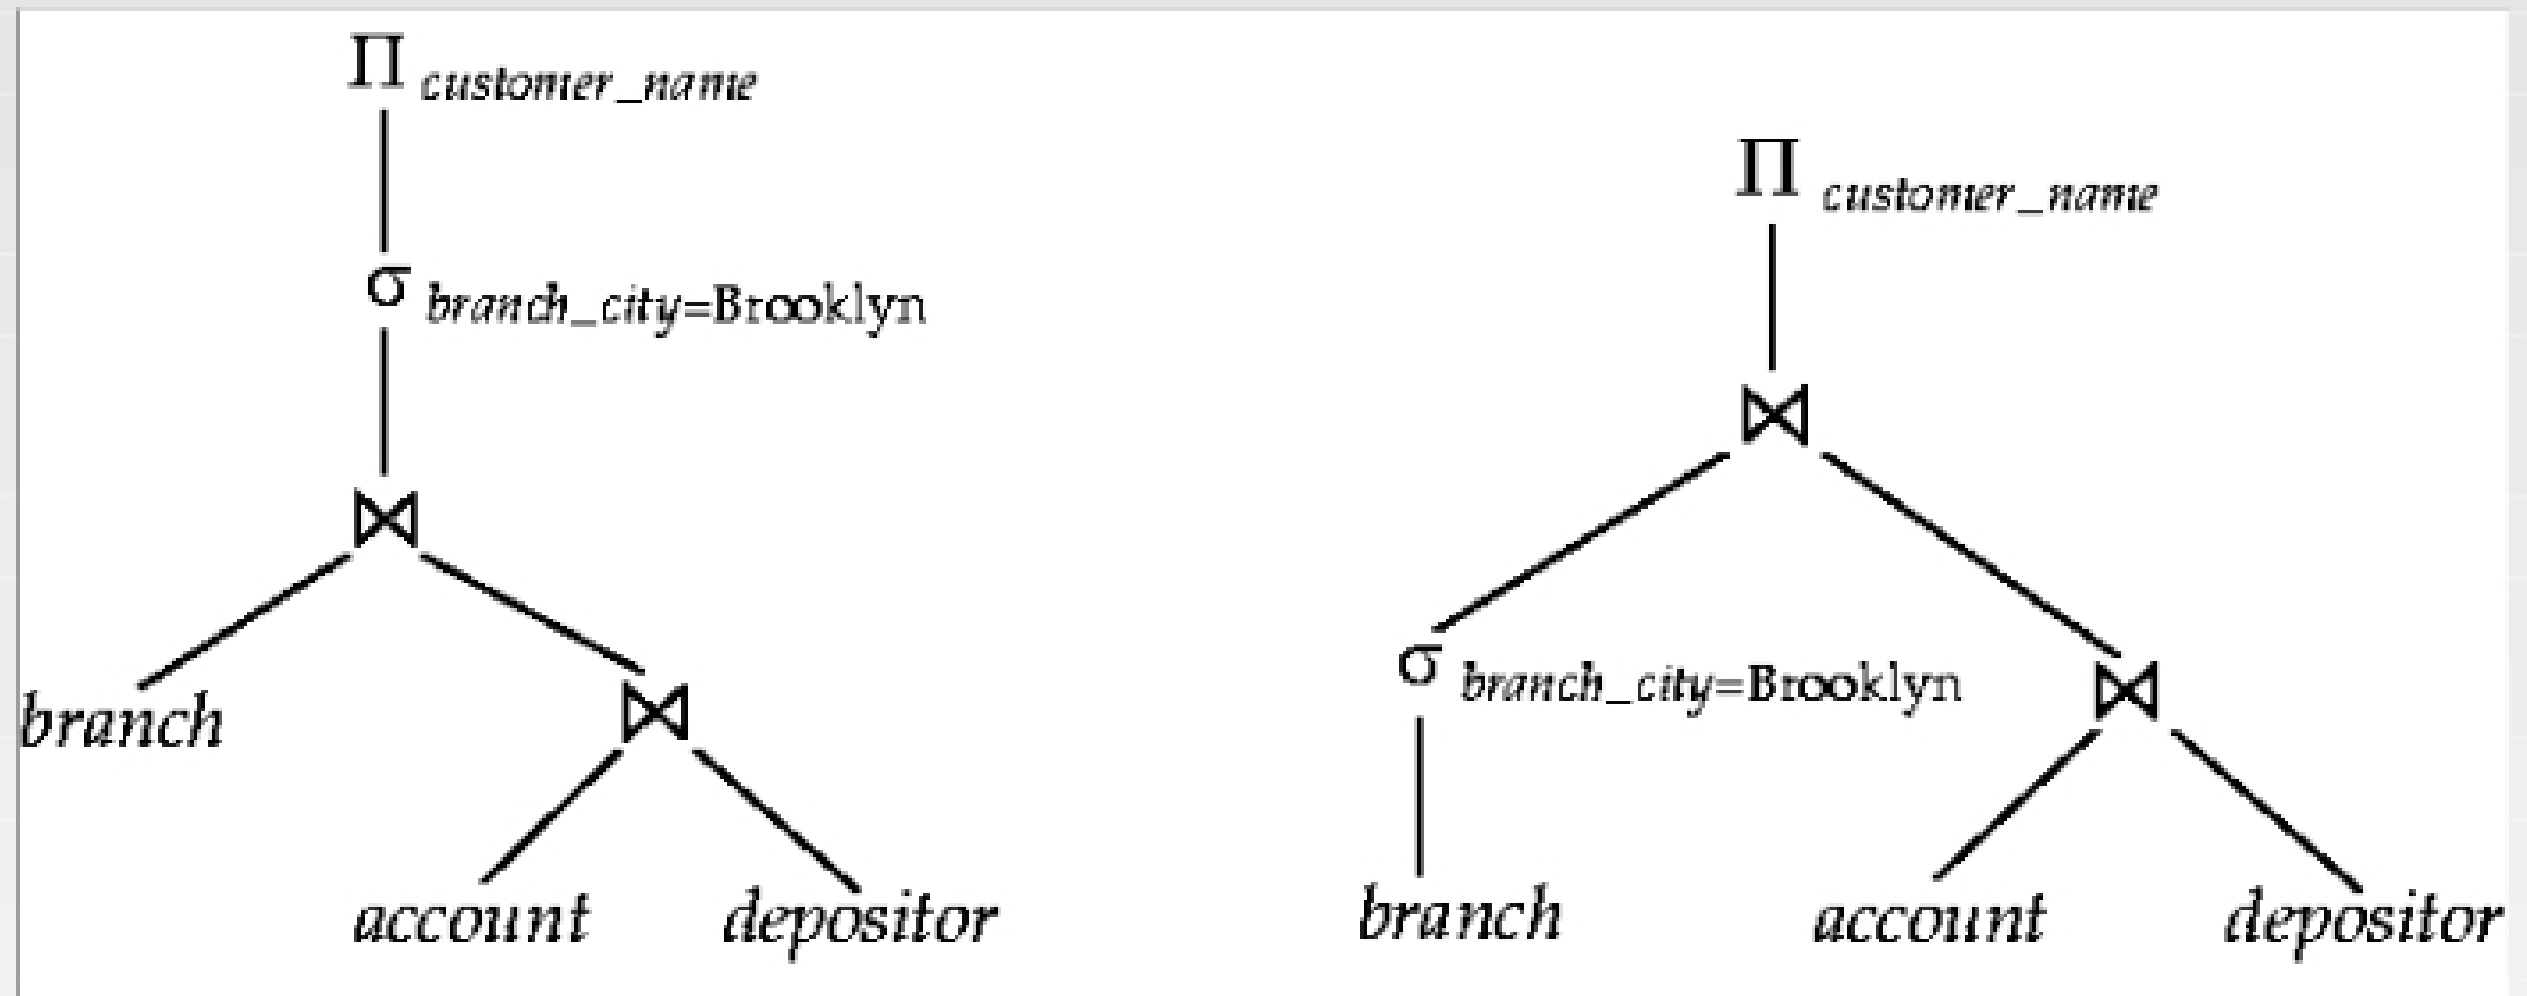 Π customer_name
σ branch_city=Brooklyn
⋈
branch
⋈
account depositor
Π customer_name
⋈
σ branch_city=Brooklyn
⋈
branch account depositor